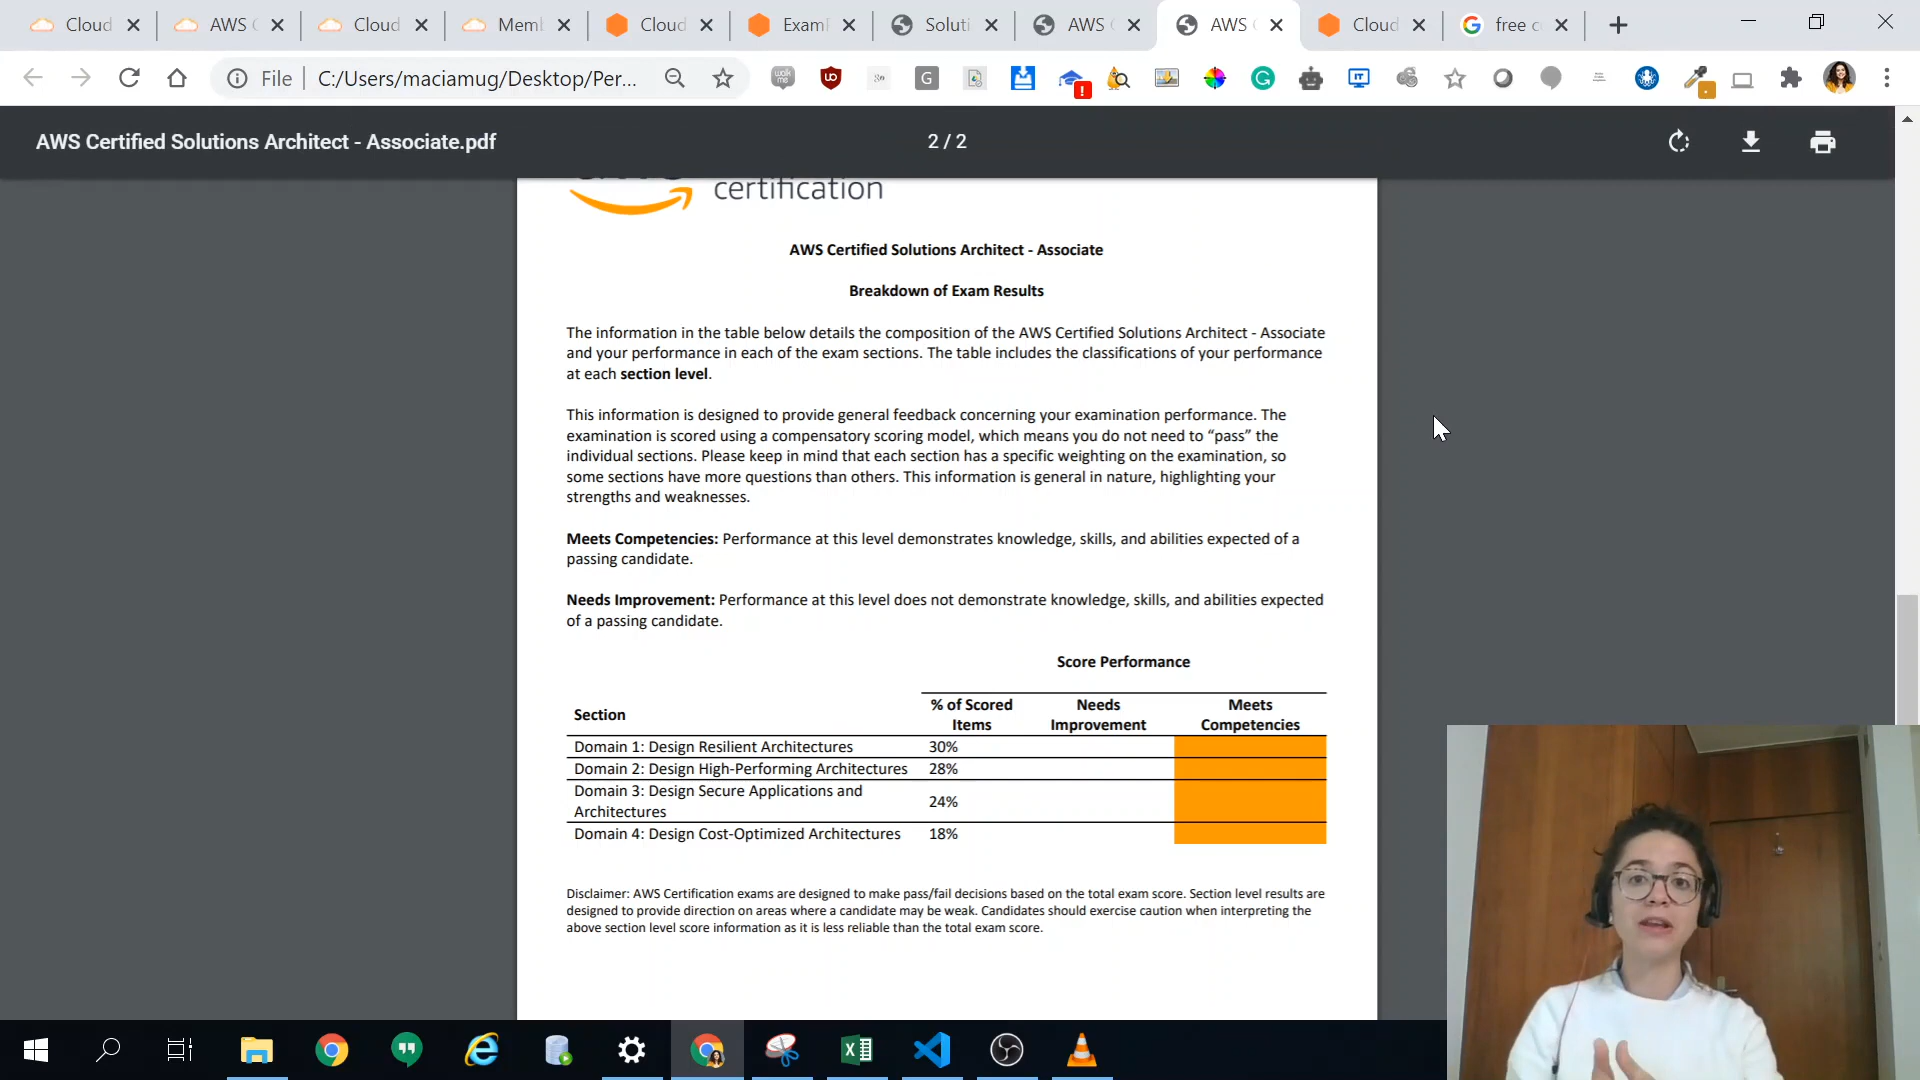 Cloud
AWS C
Cloud
Memb
Cloud
ExamP
Soluti
AWS C
AWS C
Cloud
free c
File
C:/Users/maciamug/Desktop/Per...
AWS Certified Solutions Architect - Associate.pdf
2 / 2
certification
AWS Certified Solutions Architect - Associate
Breakdown of Exam Results
The information in the table below details the composition of the AWS Certified Solutions Architect - Associate
and your performance in each of the exam sections. The table includes the classifications of your performance
at each section level.
This information is designed to provide general feedback concerning your examination performance. The
examination is scored using a compensatory scoring model, which means you do not need to “pass” the
individual sections. Please keep in mind that each section has a specific weighting on the examination, so
some sections have more questions than others. This information is general in nature, highlighting your
strengths and weaknesses.
Meets Competencies: Performance at this level demonstrates knowledge, skills, and abilities expected of a
passing candidate.
Needs Improvement: Performance at this level does not demonstrate knowledge, skills, and abilities expected
of a passing candidate.
Score Performance
Section
% of Scored Items
Needs Improvement
Meets Competencies
Domain 1: Design Resilient Architectures 30%
Domain 2: Design High-Performing Architectures 28%
Domain 3: Design Secure Applications and
Architectures 24%
Domain 4: Design Cost-Optimized Architectures 18%
Disclaimer: AWS Certification exams are designed to make pass/fail decisions based on the total exam score. Section level results are
designed to provide direction on areas where a candidate may be weak. Candidates should exercise caution when interpreting the
above section level score information as it is less reliable than the total exam score.